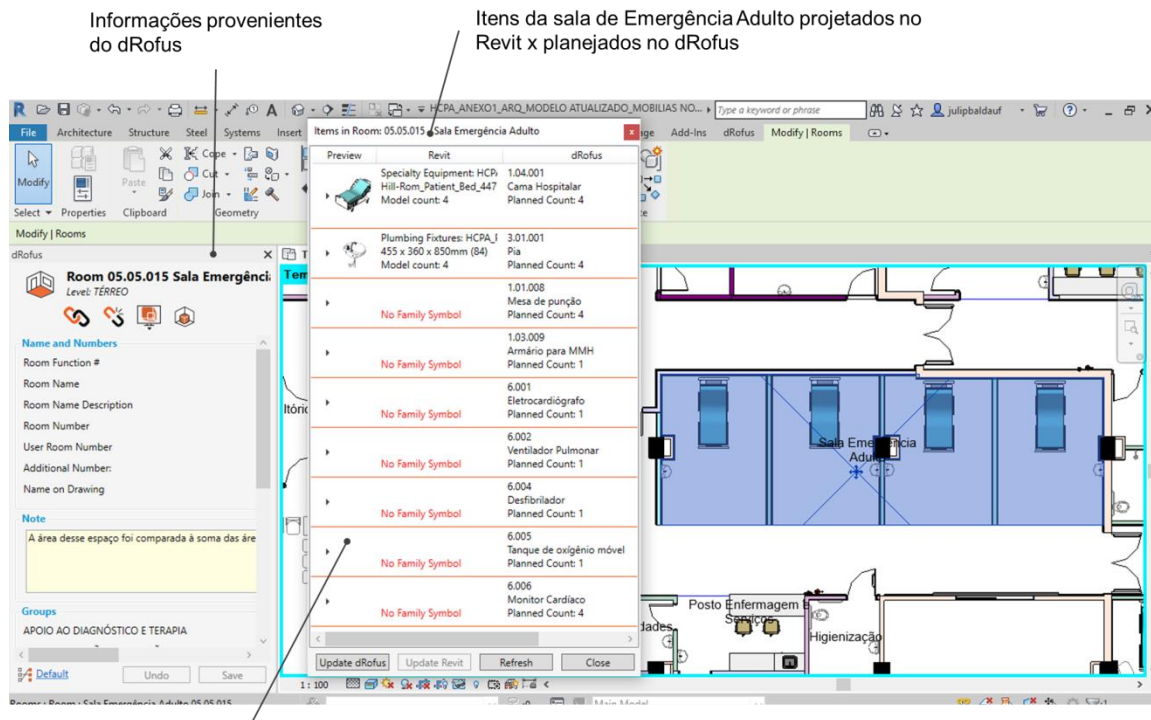 Informações provenientes
do dRofus
Itens da sala de Emergência Adulto projetados no
Revit x planejados no dRofus
HCPA_ANEXO1_ARQ_MODELO ATUALIZADO_MOBILIAS NO...
Type a keyword or phrase
julipbaldauf
File Architecture Structure Steel Systems Insert
Add-Ins dRofus Modify | Rooms
Modify
Paste
Cope
Cut
Join
Select Properties Clipboard Geometry
Modify | Rooms
dRofus
Room 05.05.015 Sala Emergênci
Level: TÉRREO
Name and Numbers
Room Function #
Room Name
Room Name Description
Room Number
User Room Number
Additional Number:
Name on Drawing
Note
A área desse espaço foi comparada à soma das áre
Groups
APOIO AO DIAGNÓSTICO E TERAPIA
Default Undo Save
Items in Room: 05.05.015 Sala Emergência Adulto
Preview Revit dRofus
Specialty Equipment: HCP 1.04.001
Hill-Rom_Patient_Bed_447 Cama Hospitalar
Model count: 4 Planned Count: 4
Plumbing Fixtures: HCPA_ 3.01.001
455 x 360 x 850mm (84) Pia
Model count: 4 Planned Count: 4
1.01.008
Mesa de punção
No Family Symbol Planned Count: 4
1.03.009
Armário para MMH
No Family Symbol Planned Count: 1
6.001
Eletrocardiógrafo
No Family Symbol Planned Count: 1
6.002
Ventilador Pulmonar
No Family Symbol Planned Count: 1
6.004
Desfibrilador
No Family Symbol Planned Count: 1
6.005
Tanque de oxigênio móvel
No Family Symbol Planned Count: 1
6.006
Monitor Cardíaco
No Family Symbol Planned Count: 4
Update dRofus Update Revit Refresh Close
Sala Emergência
Adulto
Posto Enfermagem e
Serviços
Higienização
dades
1 : 100
Main Model
Rooms : Room : Sala Emergência Adulto 05.05.015